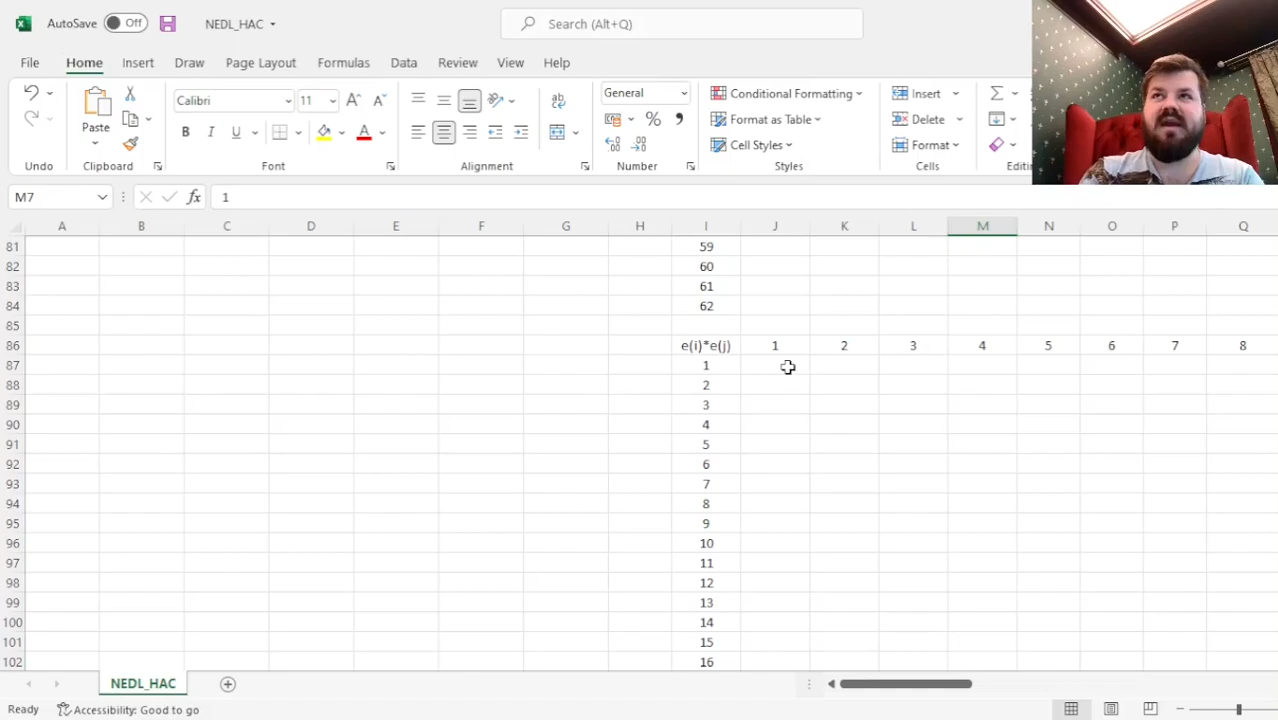 AutoSave Off NEDL_HAC Search (Alt+Q)
File Home Insert Draw Page Layout Formulas Data Review View Help
Calibri 11 General Conditional Formatting Insert
Paste B I U A Format as Table Delete
Cell Styles Format
Undo Clipboard Font Alignment Number Styles Cells Editin
M7 fx 1
A B C D E F G H I J K L M N O P Q
81 59
82 60
83 61
84 62
85
86 e(i)*e(j) 1 2 3 4 5 6 7 8
87 1
88 2
89 3
90 4
91 5
92 6
93 7
94 8
95 9
96 10
97 11
98 12
99 13
100 14
101 15
102 16
NEDL_HAC
Ready Accessibility: Good to go